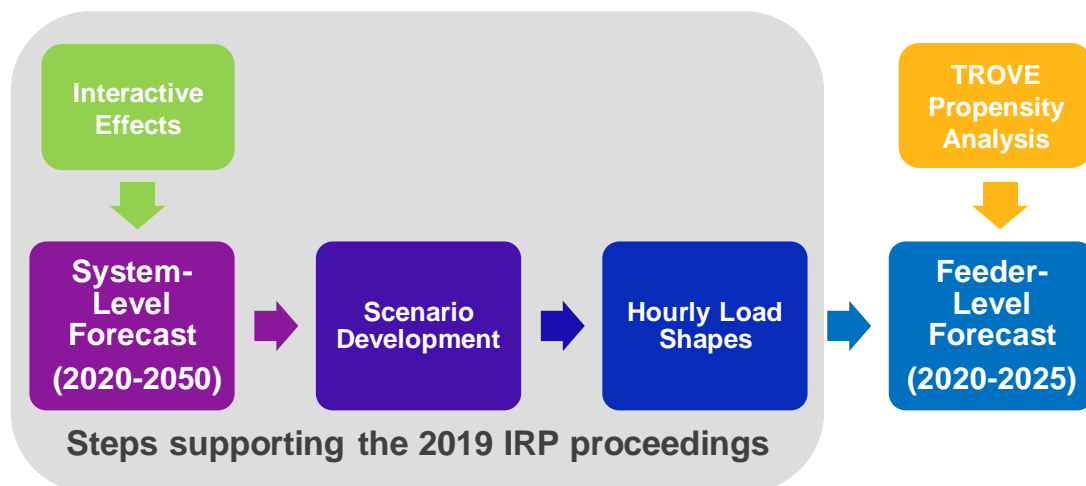 Interactive
Effects
TROVE
Propensity
Analysis
System-
Level
Forecast
(2020-2050)
Scenario
Development
Hourly Load
Shapes
Feeder-
Level
Forecast
(2020-2025)
Steps supporting the 2019 IRP proceedings